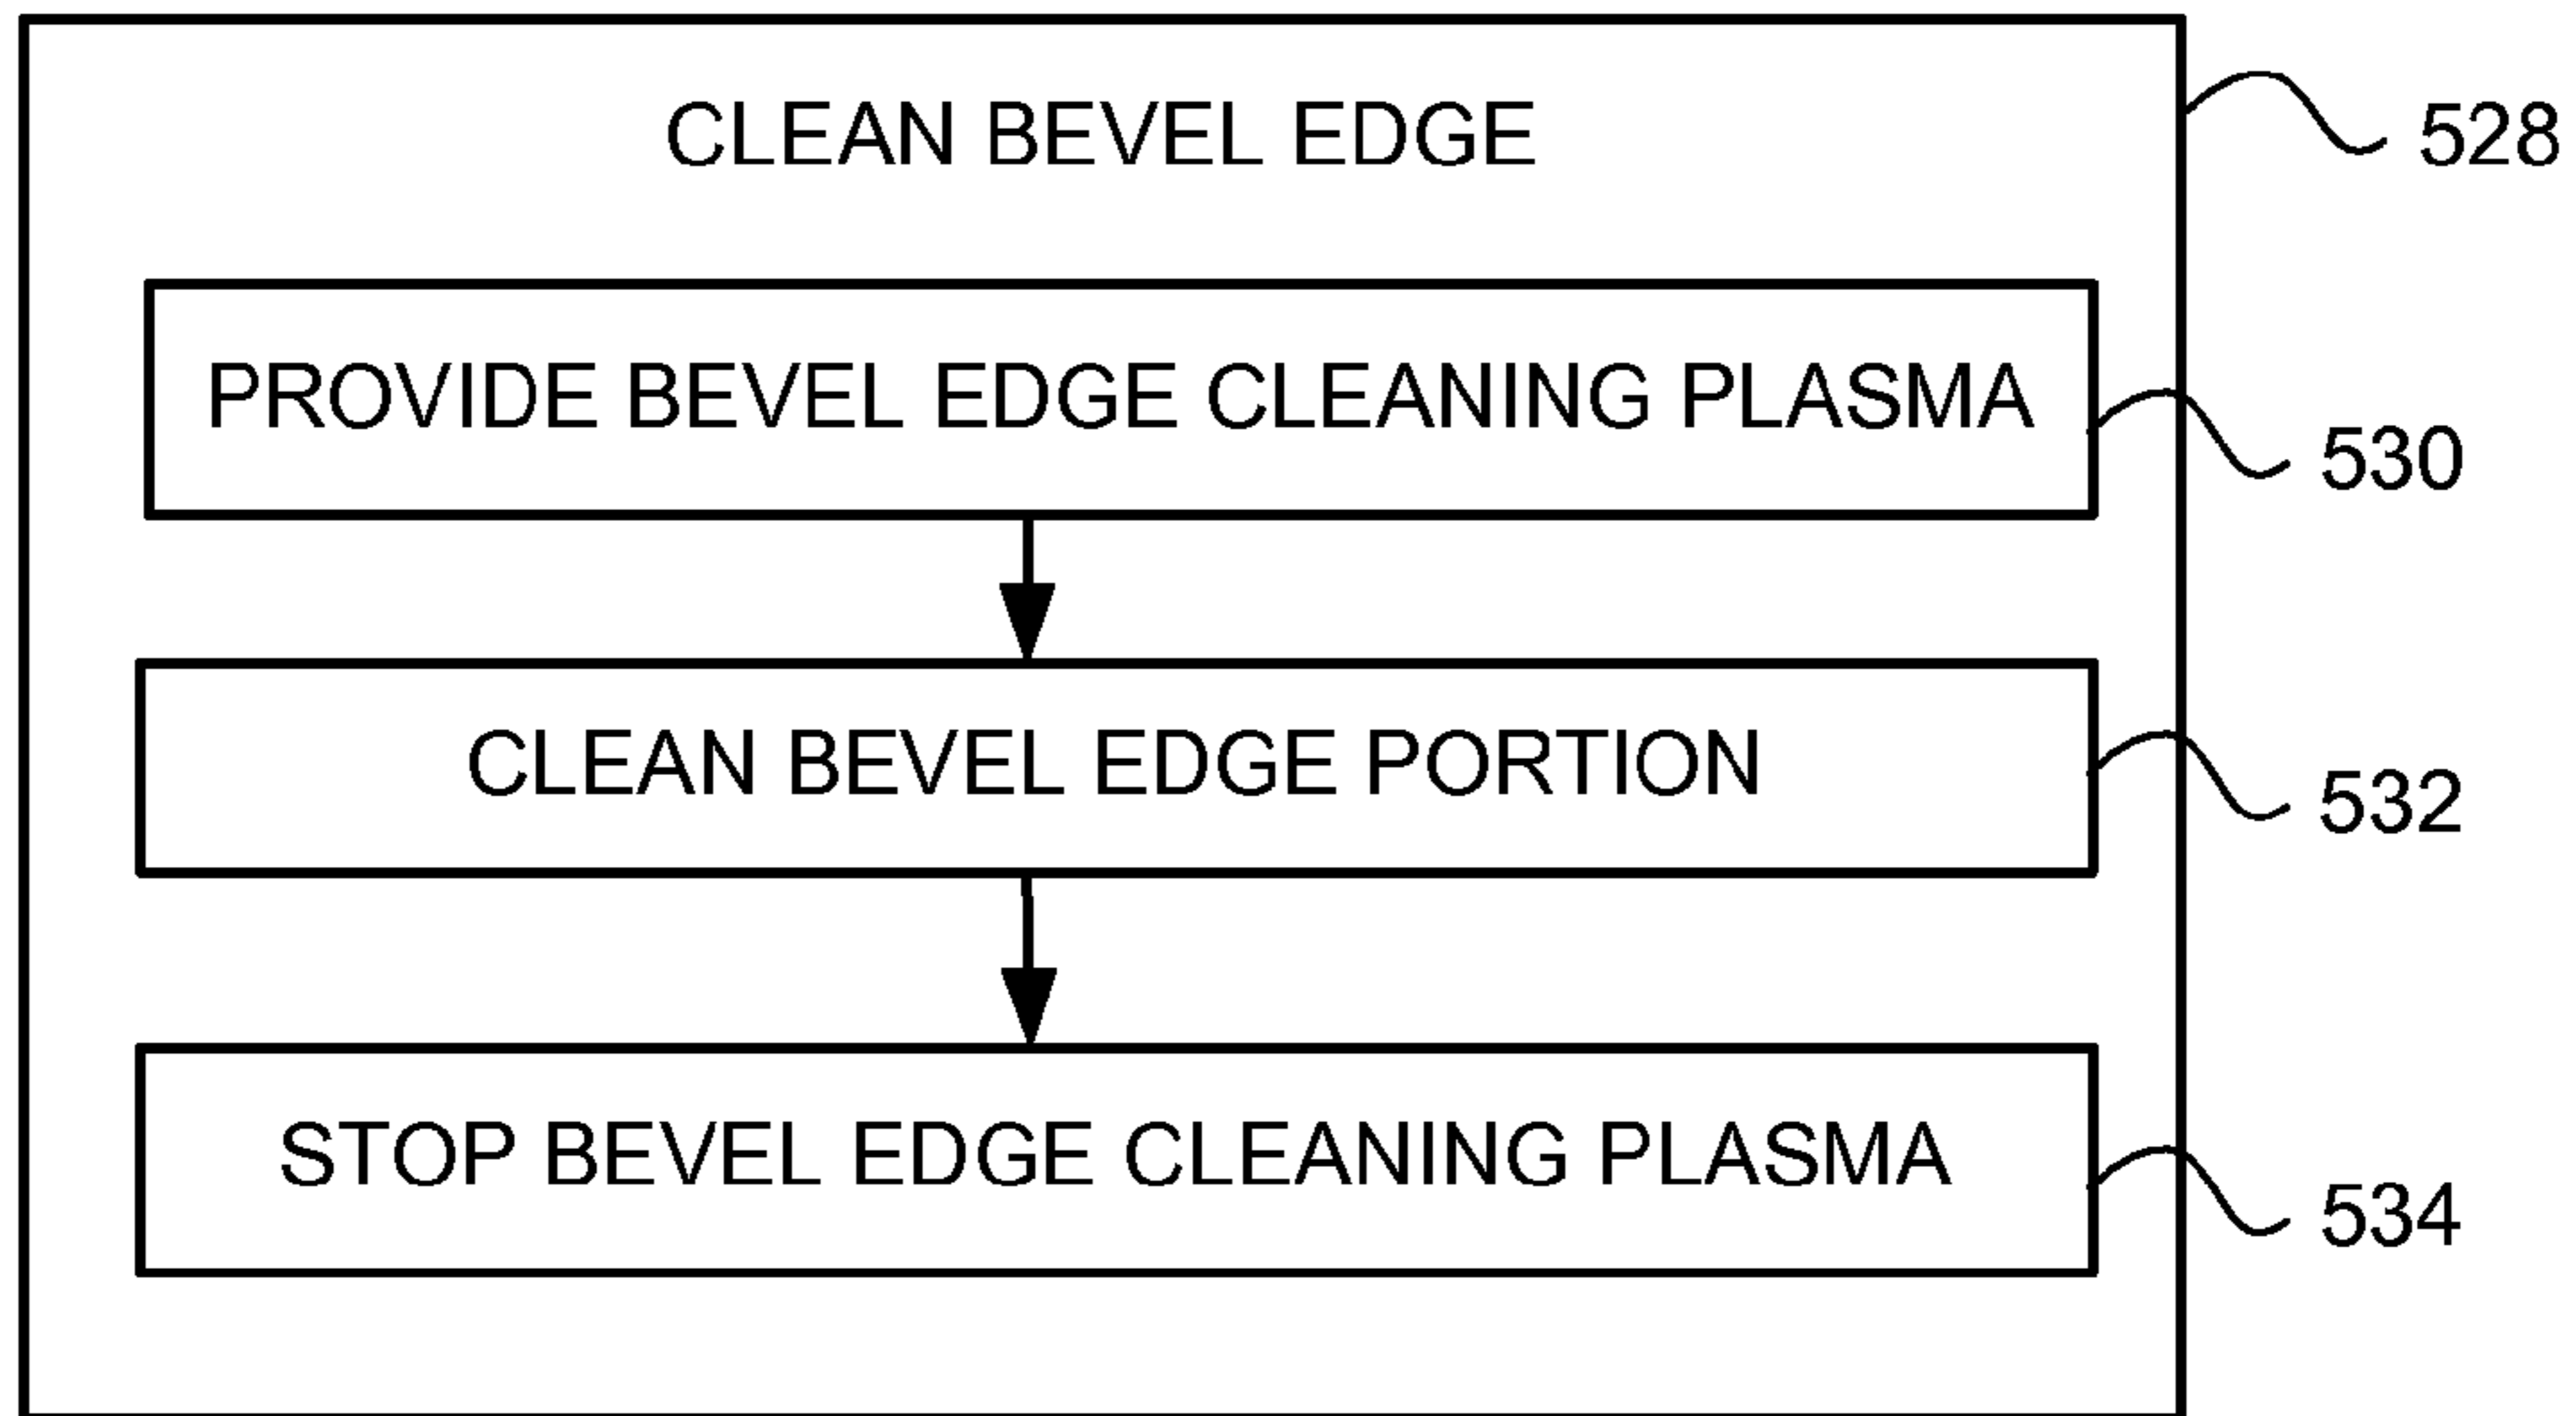 CLEAN BEVEL EDGE
528
PROVIDE BEVEL EDGE CLEANING PLASMA
530
CLEAN BEVEL EDGE PORTION
532
STOP BEVEL EDGE CLEANING PLASMA
534